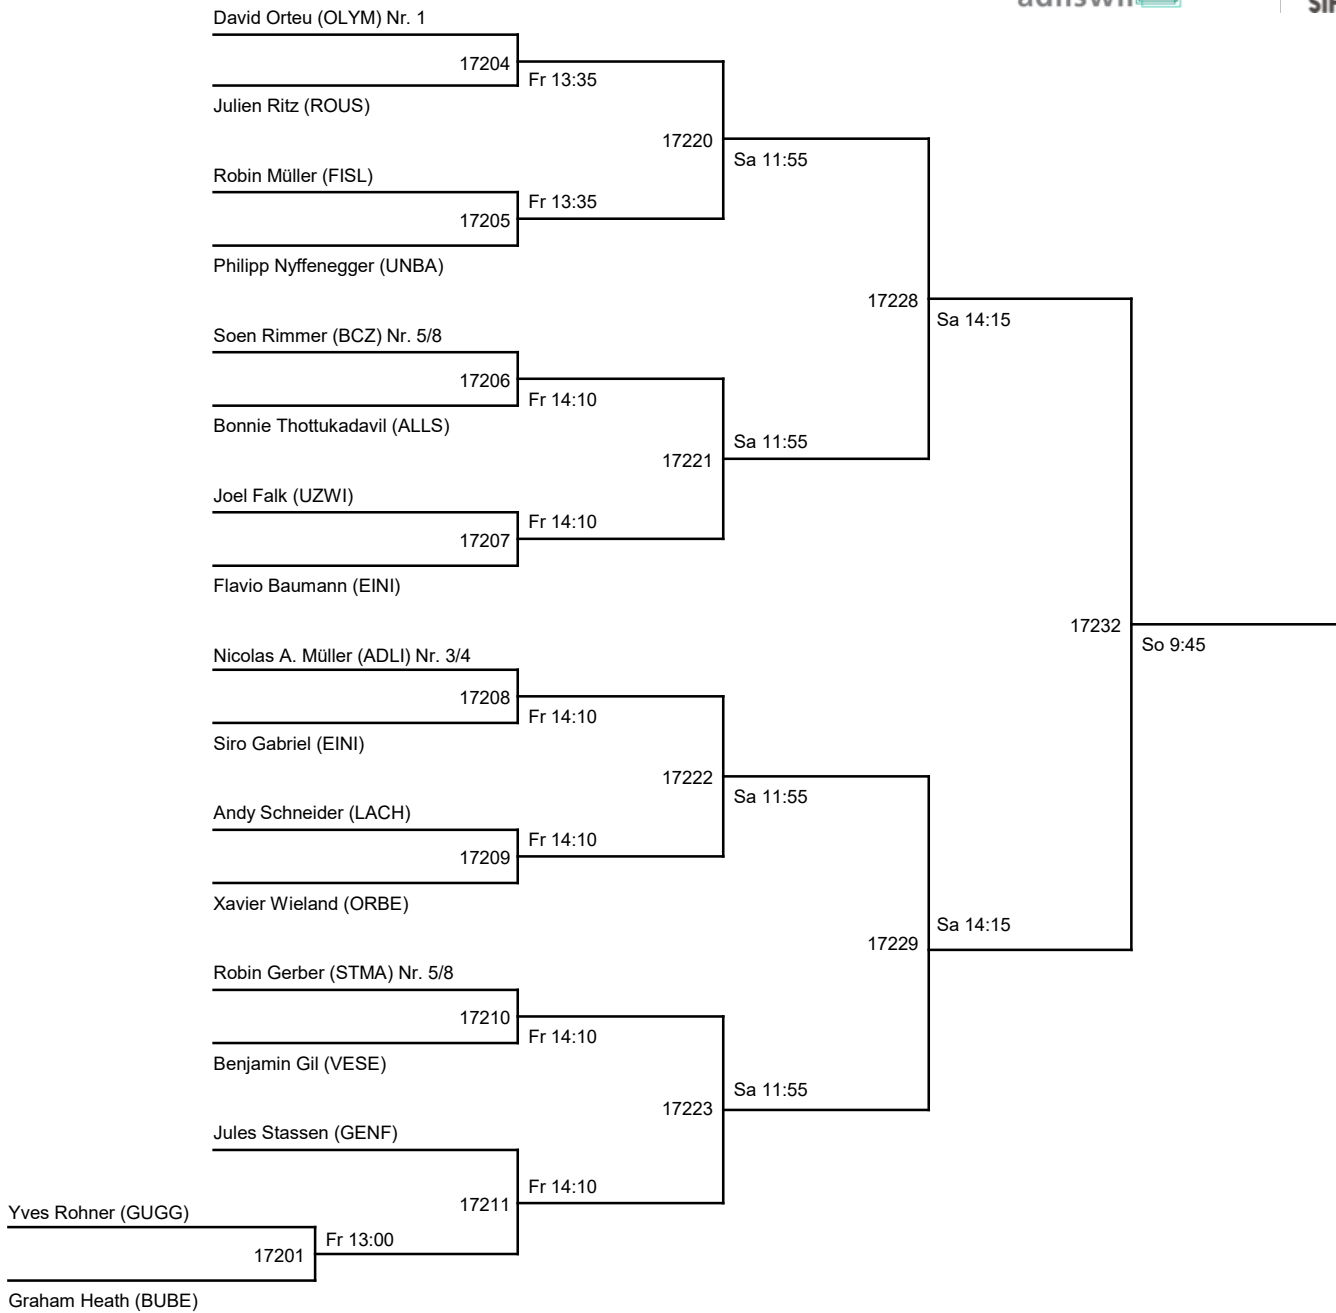 David Orteu (OLYM) Nr. 1
17204
Fr 13:35
Julien Ritz (ROUS)
17220
Sa 11:55
Robin Müller (FISL)
Fr 13:35
17205
Philipp Nyffenegger (UNBA)
17228
Sa 14:15
Soen Rimmer (BCZ) Nr. 5/8
17206
Fr 14:10
Bonnie Thottukadavil (ALLS)
Sa 11:55
17221
Joel Falk (UZWI)
Fr 14:10
17207
Flavio Baumann (EINI)
17232
So 9:45
Nicolas A. Müller (ADLI) Nr. 3/4
17208
Fr 14:10
Siro Gabriel (EINI)
17222
Sa 11:55
Andy Schneider (LACH)
Fr 14:10
17209
Xavier Wieland (ORBE)
Sa 14:15
17229
Robin Gerber (STMA) Nr. 5/8
17210
Fr 14:10
Benjamin Gil (VESE)
Sa 11:55
17223
Jules Stassen (GENF)
Fr 14:10
17211
Yves Rohner (GUGG)
Fr 13:00
17201
Graham Heath (BUBE)